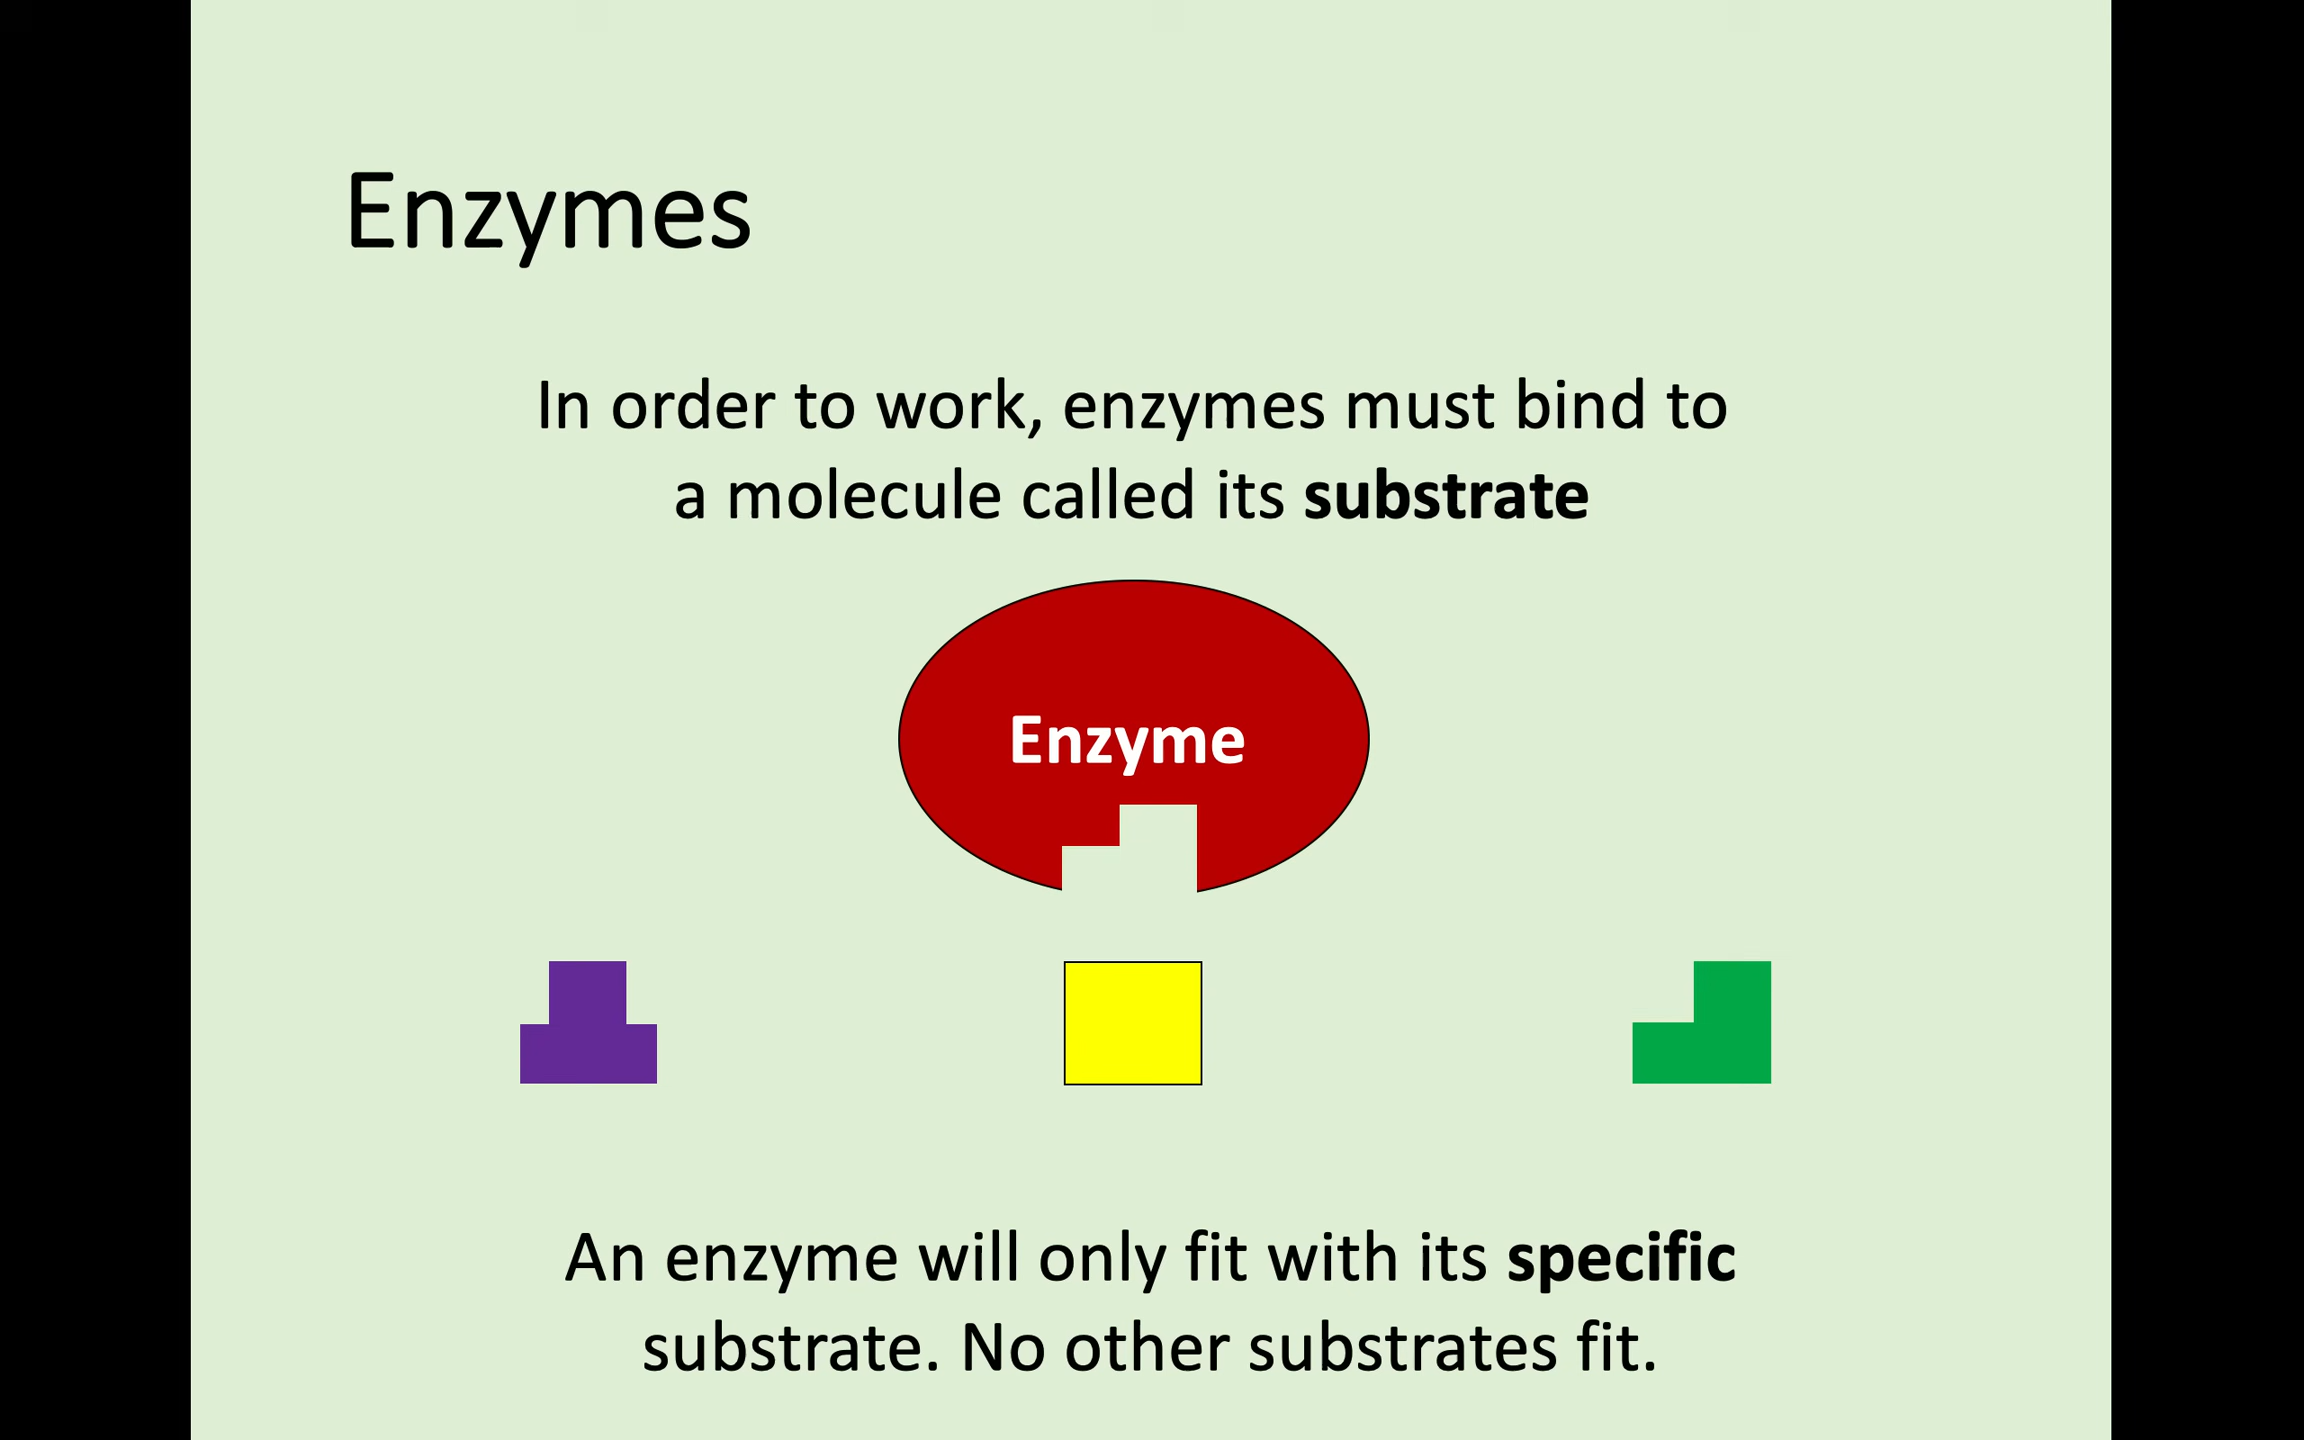 Enzymes
In order to work, enzymes must bind to
a molecule called its substrate
Enzyme
An enzyme will only fit with its specific
substrate. No other substrates fit.